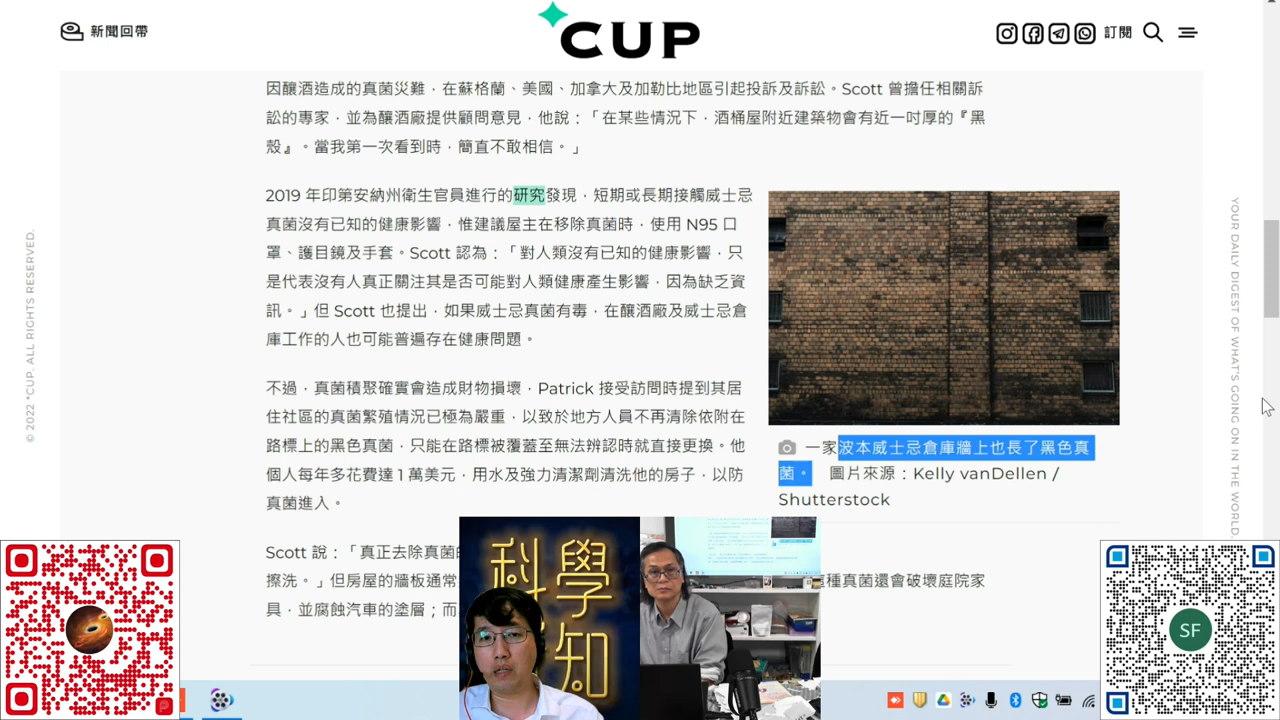 新聞回帶
CUP
訂閱
因釀酒造成的真菌災難，在蘇格蘭、美國、加拿大及加勒比地區引起投訴及訴訟。Scott 曾擔任相關訴
訟的專家，並為釀酒廠提供顧問意見，他說：「在某些情況下，酒桶屋附近建築物會有近一吋厚的『黑
殼』。當我第一次看到時，簡直不敢相信。」
2019 年印第安納州衛生官員進行的研究發現，短期或長期接觸威士忌
真菌沒有已知的健康影響，惟建議屋主在移除真菌時，使用 N95 口
罩、護目鏡及手套。Scott 認為：「對人類沒有已知的健康影響，只
是代表沒有人真正關注其是否可能對人類健康產生影響，因為缺乏資
訊。」但 Scott 也提出，如果威士忌真菌有毒，在釀酒廠及威士忌倉
庫工作的人也可能普遍存在健康問題。
不過，真菌積聚確實會造成財物損壞，Patrick 接受訪問時提到其居
住社區的真菌繁殖情況已極為嚴重，以致於地方人員不再清除依附在
路標上的黑色真菌，只能在路標被覆蓋至無法辨認時就直接更換。他
個人每年多花費達 1 萬美元，用水及強力清潔劑清洗他的房子，以防
真菌進入。
一家波本威士忌倉庫牆上也長了黑色真
菌。 圖片來源：Kelly vanDellen /
Shutterstock
Scott 說：「真正去除真菌
擦洗。」但房屋的牆板通常
種真菌還會破壞庭院家
具，並腐蝕汽車的塗層；而
科學
知
SF
© 2022 *CUP. ALL RIGHTS RESERVED.
YOUR DAILY DIGEST OF WHAT'S GOING ON IN THE WORLD.